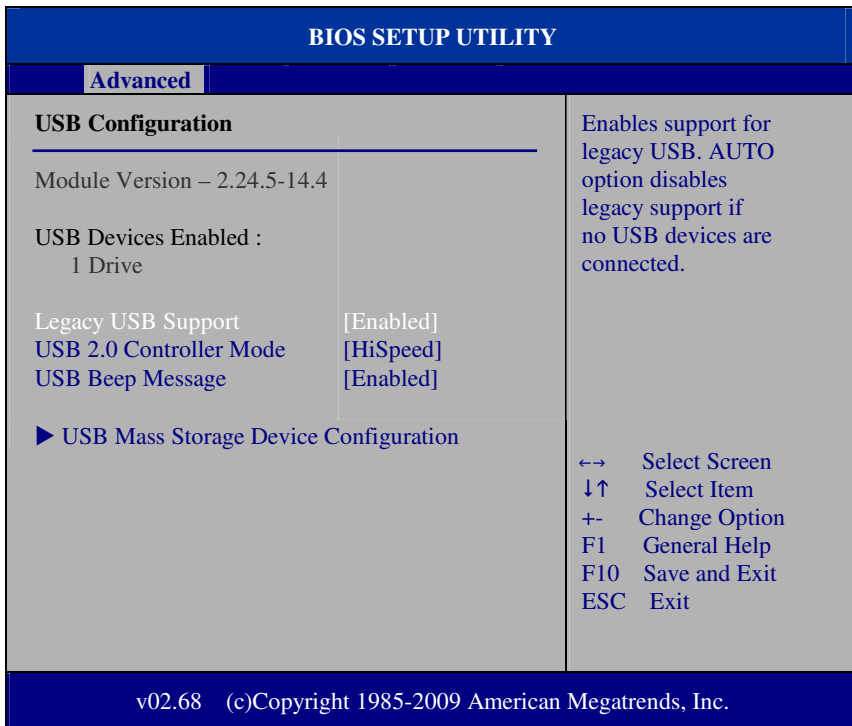 BIOS SETUP UTILITY
Advanced
USB Configuration
Module Version – 2.24.5-14.4
USB Devices Enabled :
1 Drive
Legacy USB Support [Enabled]
USB 2.0 Controller Mode [HiSpeed]
USB Beep Message [Enabled]
▶ USB Mass Storage Device Configuration
Enables support for
legacy USB. AUTO
option disables
legacy support if
no USB devices are
connected.
←→ Select Screen
↓↑ Select Item
+- Change Option
F1 General Help
F10 Save and Exit
ESC Exit
v02.68 (c)Copyright 1985-2009 American Megatrends, Inc.